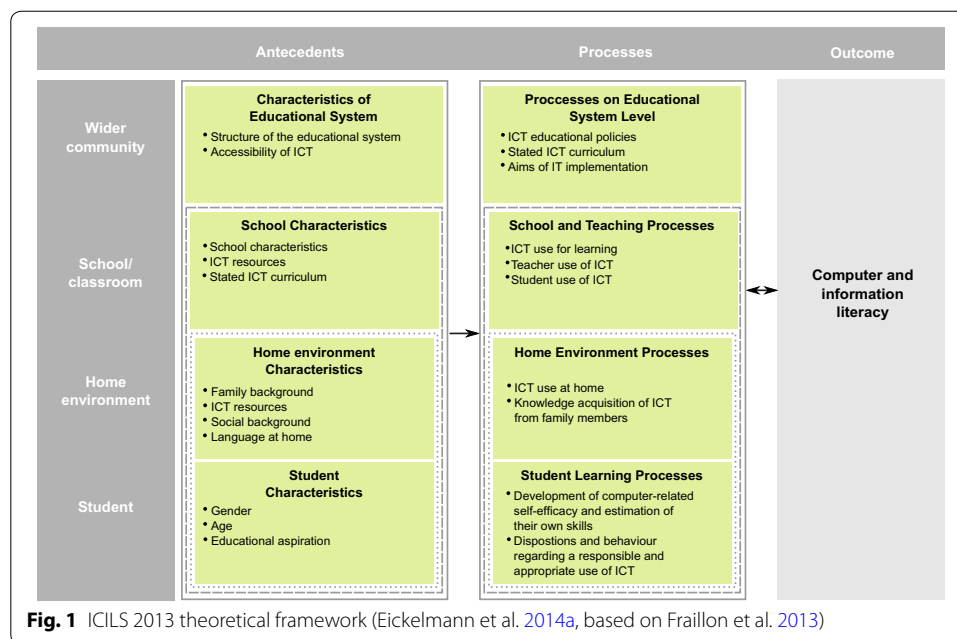 Antecedents
Processes
Outcome
Wider
community
Characteristics of
Educational System
• Structure of the educational system
• Accessibility of ICT
Proccesses on Educational
System Level
• ICT educational policies
• Stated ICT curriculum
• Aims of IT implementation
School/
classroom
School Characteristics
• School characteristics
• ICT resources
• Stated ICT curriculum
School and Teaching Processes
• ICT use for learning
• Teacher use of ICT
• Student use of ICT
Computer and
information
literacy
Home
environment
Home environment
Characteristics
• Family background
• ICT resources
• Social background
• Language at home
Home Environment Processes
• ICT use at home
• Knowledge acquisition of ICT
from family members
Student
Student
Characteristics
• Gender
• Age
• Educational aspiration
Student Learning Processes
• Development of computer-related
self-efficacy and estimation of
their own skills
• Dispostions and behaviour
regarding a responsible and
appropriate use of ICT
Fig. 1 ICILS 2013 theoretical framework (Eickelmann et al. 2014a, based on Fraillon et al. 2013)